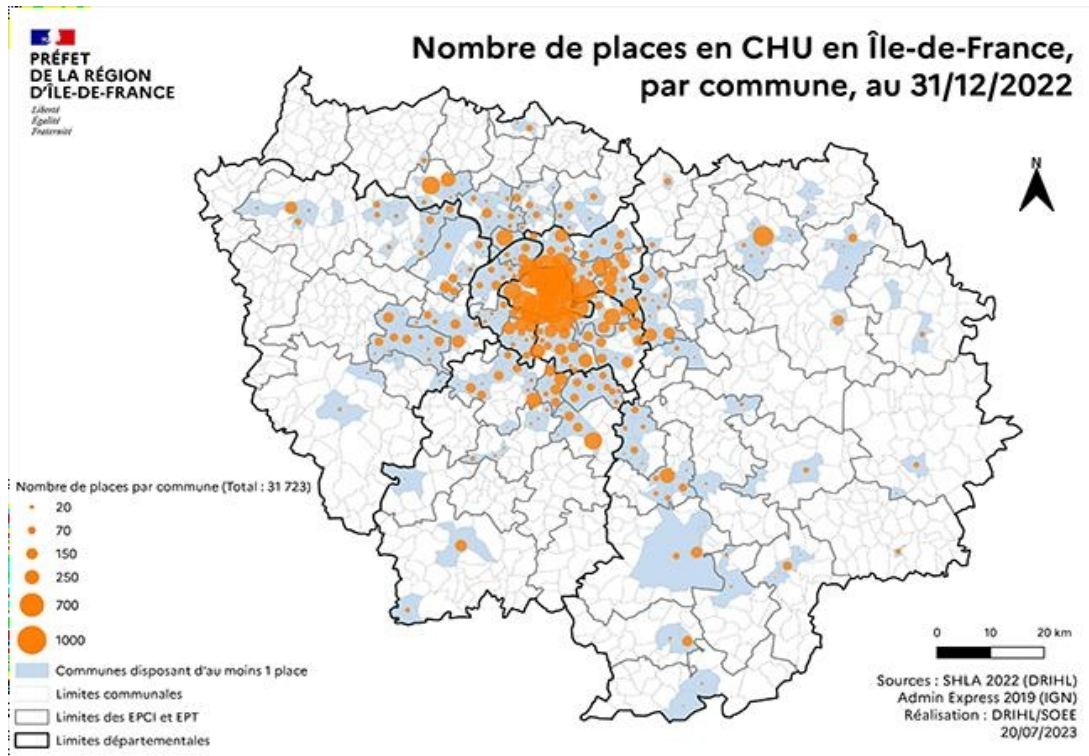 PRÉFET
DE LA RÉGION
D'ÎLE-DE-FRANCE
Liberté
Égalité
Fraternité
Nombre de places en CHU en Île-de-France,
par commune, au 31/12/2022
N
Nombre de places par commune (Total : 31 723)
20
70
150
250
700
1000
Communes disposant d'au moins 1 place
Limites communales
Limites des EPCI et EPT
Limites départementales
0 10 20 km
Sources : SHLA 2022 (DRIHL)
Admin Express 2019 (IGN)
Réalisation : DRIHL/SOEE
20/07/2023